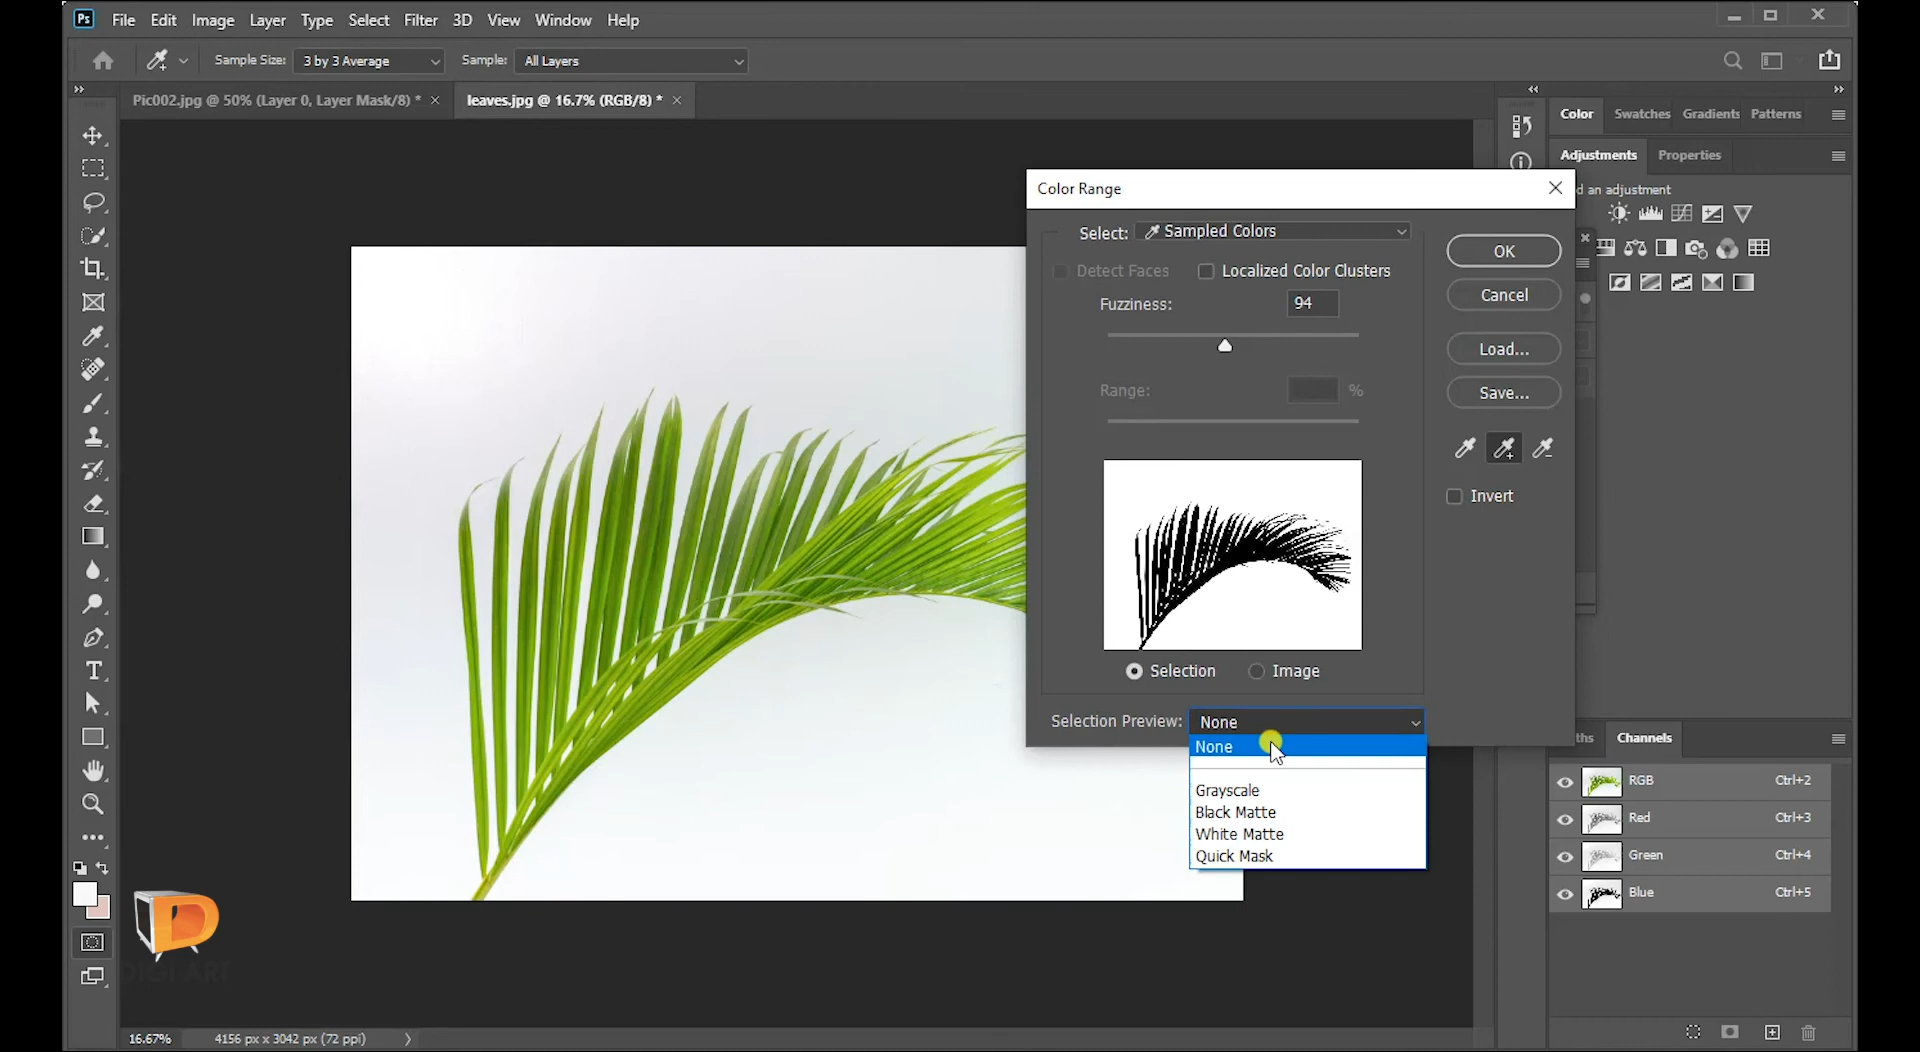 Ps File Edit Image Layer Type Select Filter 3D View Window Help
Sample Size: 3 by 3 Average Sample: All Layers
Pic002.jpg @ 50% (Layer 0, Layer Mask/8) * × leaves.jpg @ 16.7% (RGB/8) * ×
Color Swatches Gradients Patterns
Adjustments Properties
d an adjustment
Color Range
Select: Sampled Colors
Detect Faces Localized Color Clusters
Fuzziness: 94
Range: %
OK
Cancel
Load...
Save...
Invert
Selection Image
Selection Preview: None
None
Grayscale
Black Matte
White Matte
Quick Mask
ths Channels
RGB Ctrl+2
Red Ctrl+3
Green Ctrl+4
Blue Ctrl+5
T
D
DIGI ART
16.67% 4156 px x 3042 px (72 ppi)